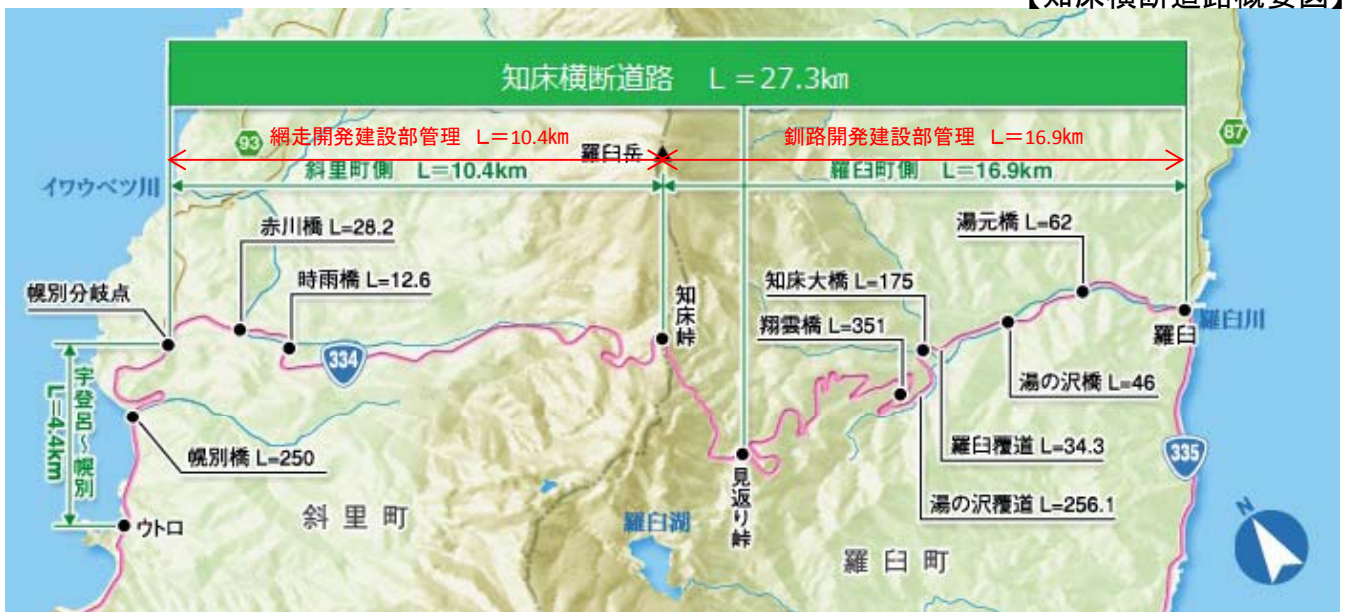 【知床横断道路概要図】
知床横断道路 L=27.3km
網走開発建設部管理 L=10.4km
釧路開発建設部管理 L=16.9km
93
87
羅臼岳
斜里町側 L=10.4km
羅臼町側 L=16.9km
イワウベツ川
赤川橋 L=28.2
湯元橋 L=62
時雨橋 L=12.6
知床大橋 L=175
幌別分岐点
知床峠
翔雲橋 L=351
羅臼川
羅臼
334
宇登呂~幌別
L=4.4km
湯の沢橋 L=46
幌別橋 L=250
羅臼覆道 L=34.3
335
見返り峠
湯の沢覆道 L=256.1
斜里町
羅臼湖
ウトロ
羅臼町
N